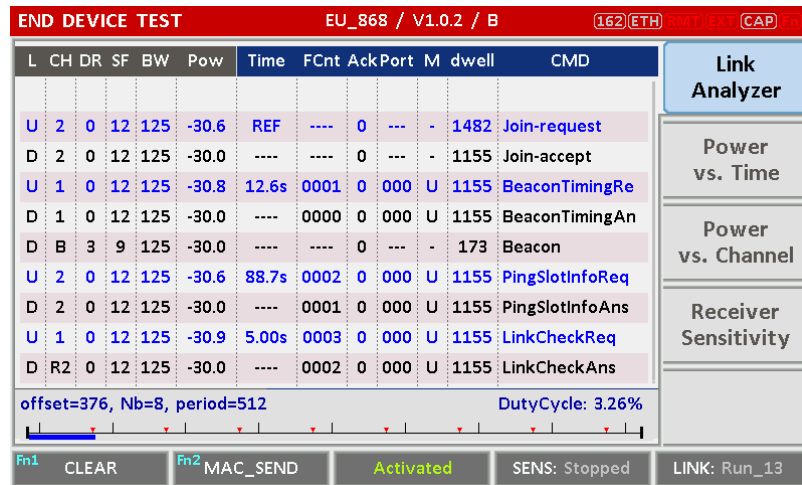 END DEVICE TEST EU_868 / V1.0.2 / B 162 ETH RMT EXT CAP Fn
L CH DR SF BW Pow Time FCnt Ack Port M dwell CMD
U 2 0 12 125 -30.6 REF ---- 0 --- - 1482 Join-request
D 2 0 12 125 -30.0 ---- ---- 0 --- - 1155 Join-accept
U 1 0 12 125 -30.8 12.6s 0001 0 000 U 1155 BeaconTimingRe
D 1 0 12 125 -30.0 ---- 0000 0 000 U 1155 BeaconTimingAn
D B 3 9 125 -30.0 ---- ---- 0 --- - 173 Beacon
U 2 0 12 125 -30.6 88.7s 0002 0 000 U 1155 PingSlotInfoReq
D 2 0 12 125 -30.0 ---- 0001 0 000 U 1155 PingSlotInfoAns
U 1 0 12 125 -30.9 5.00s 0003 0 000 U 1155 LinkCheckReq
D R2 0 12 125 -30.0 ---- 0002 0 000 U 1155 LinkCheckAns
offset=376, Nb=8, period=512 DutyCycle: 3.26%
Link
Analyzer
Power
vs. Time
Power
vs. Channel
Receiver
Sensitivity
Fn1 CLEAR Fn2 MAC_SEND Activated SENS: Stopped LINK: Run_13